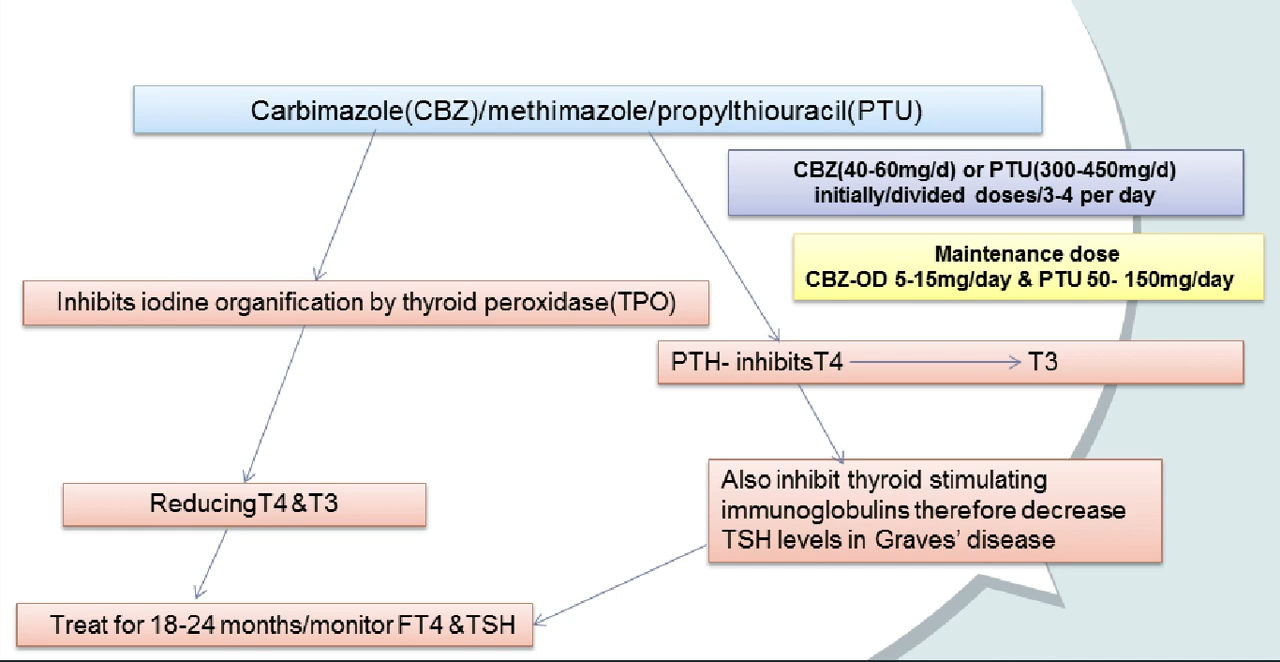 Carbimazole(CBZ)/methimazole/propylthiouracil(PTU)
CBZ(40-60mg/d) or PTU(300-450mg/d)
initially/divided doses/3-4 per day
Maintenance dose
CBZ-OD 5-15mg/day & PTU 50- 150mg/day
Inhibits iodine organification by thyroid peroxidase(TPO)
PTH- inhibitsT4 T3
Also inhibit thyroid stimulating
immunoglobulins therefore decrease
TSH levels in Graves’ disease
ReducingT4 &T3
Treat for 18-24 months/monitor FT4 &TSH